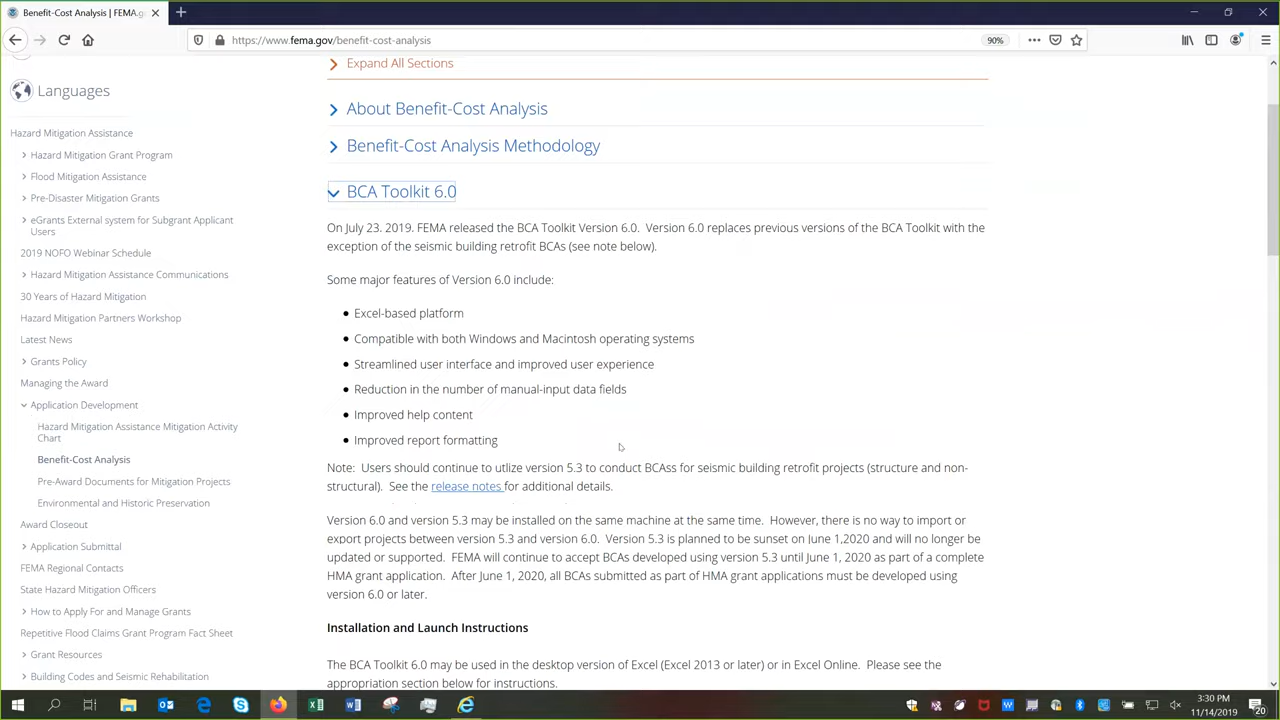 Benefit-Cost Analysis | FEMA.g
https://www.fema.gov/benefit-cost-analysis
90%
Languages
Hazard Mitigation Assistance
Hazard Mitigation Grant Program
Flood Mitigation Assistance
Pre-Disaster Mitigation Grants
eGrants External system for Subgrant Applicant
Users
2019 NOFO Webinar Schedule
Hazard Mitigation Assistance Communications
30 Years of Hazard Mitigation
Hazard Mitigation Partners Workshop
Latest News
Grants Policy
Managing the Award
Application Development
Hazard Mitigation Assistance Mitigation Activity
Chart
Benefit-Cost Analysis
Pre-Award Documents for Mitigation Projects
Environmental and Historic Preservation
Award Closeout
Application Submittal
FEMA Regional Contacts
State Hazard Mitigation Officers
How to Apply For and Manage Grants
Repetitive Flood Claims Grant Program Fact Sheet
Grant Resources
Building Codes and Seismic Rehabilitation
Expand All Sections
About Benefit-Cost Analysis
Benefit-Cost Analysis Methodology
BCA Toolkit 6.0
On July 23. 2019. FEMA released the BCA Toolkit Version 6.0.  Version 6.0 replaces previous versions of the BCA Toolkit with the
exception of the seismic building retrofit BCAs (see note below).
Some major features of Version 6.0 include:
Excel-based platform
Compatible with both Windows and Macintosh operating systems
Streamlined user interface and improved user experience
Reduction in the number of manual-input data fields
Improved help content
Improved report formatting
Note:  Users should continue to utlize version 5.3 to conduct BCAss for seismic building retrofit projects (structure and non-
structural).  See the release notes for additional details.
Version 6.0 and version 5.3 may be installed on the same machine at the same time.  However, there is no way to import or
export projects between version 5.3 and version 6.0.  Version 5.3 is planned to be sunset on June 1,2020 and will no longer be
updated or supported.  FEMA will continue to accept BCAs developed using version 5.3 until June 1, 2020 as part of a complete
HMA grant application.  After June 1, 2020, all BCAs submitted as part of HMA grant applications must be developed using
version 6.0 or later.
Installation and Launch Instructions
The BCA Toolkit 6.0 may be used in the desktop version of Excel (Excel 2013 or later) or in Excel Online.  Please see the
appropriation section below for instructions.
3:30 PM
11/14/2019
20